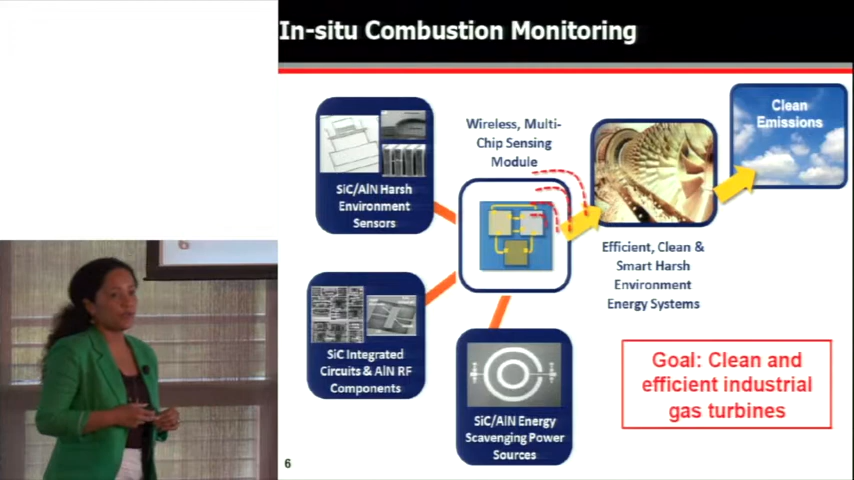 In-situ Combustion Monitoring
SiC/AlN Harsh
Environment
Sensors
Wireless, Multi-
Chip Sensing
Module
Clean
Emissions
Efficient, Clean &
Smart Harsh
Environment
Energy Systems
SiC Integrated
Circuits & AlN RF
Components
SiC/AlN Energy
Scavenging Power
Sources
Goal: Clean and
efficient industrial
gas turbines
6